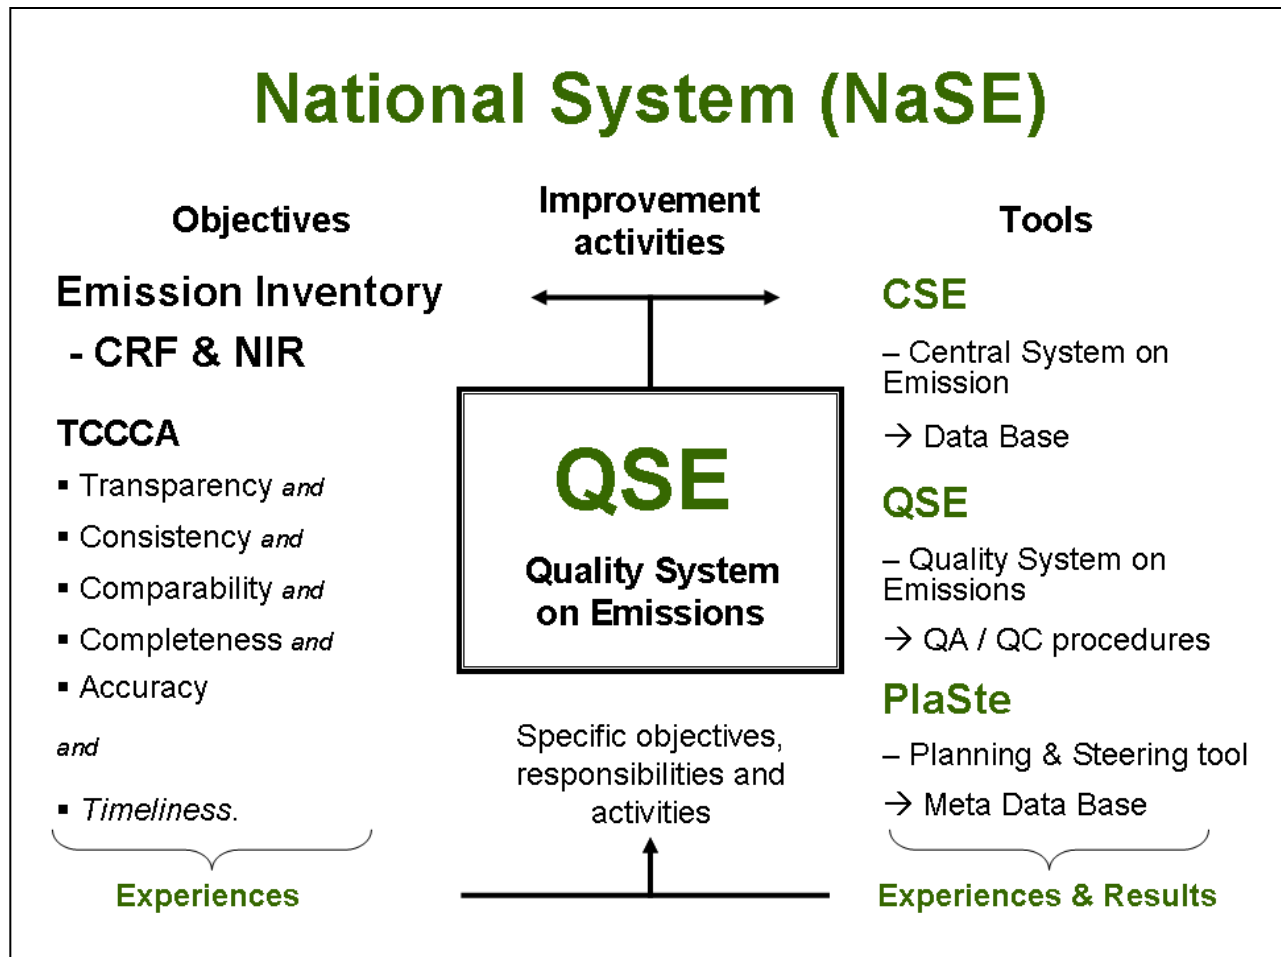 National System (NaSE)
Objectives
Emission Inventory
- CRF & NIR
TCCCA
▪ Transparency and
▪ Consistency and
▪ Comparability and
▪ Completeness and
▪ Accuracy
and
▪ Timeliness.
Experiences
Improvement
activities
QSE
Quality System
on Emissions
Specific objectives,
responsibilities and
activities
Tools
CSE
– Central System on
Emission
→ Data Base
QSE
– Quality System on
Emissions
→ QA / QC procedures
PlaSte
– Planning & Steering tool
→ Meta Data Base
Experiences & Results